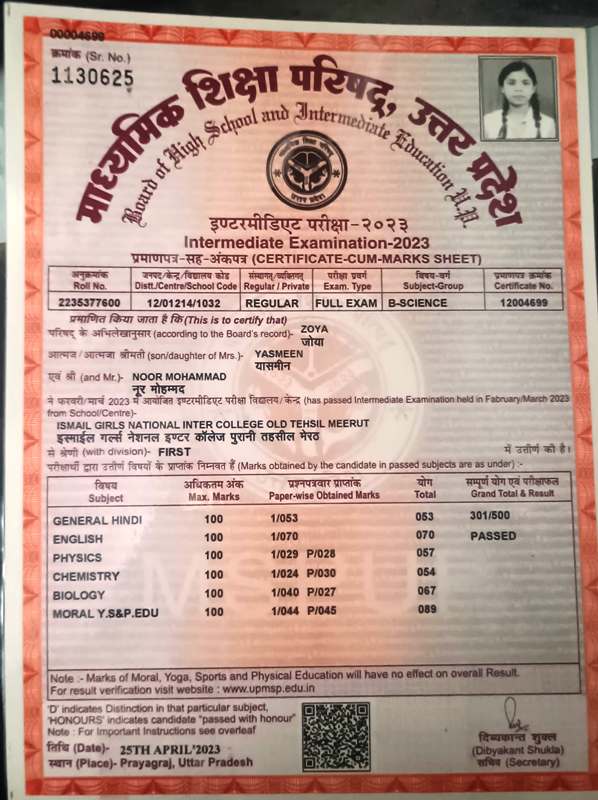 00004699
क्रमांक (Sr. No.)
1130625
माध्यमिक शिक्षा परिषद्, उत्तर प्रदेश
Board of High School and Intermediate Education U.P.
इण्टरमीडिएट परीक्षा-२०२३
Intermediate Examination-2023
प्रमाणपत्र-सह-अंकपत्र (CERTIFICATE-CUM-MARKS SHEET)
अनुक्रमांक जनपद/केन्द्र/विद्यालय कोड संस्थागत/व्यक्तिगत परीक्षा प्रवर्ग विषय-वर्ग प्रमाणपत्र क्रमांक
Roll No. Distt./Centre/School Code Regular / Private Exam. Type Subject-Group Certificate No.
2235377600 12/01214/1032 REGULAR FULL EXAM B-SCIENCE 12004699
प्रमाणित किया जाता है कि (This is to certify that)
परिषद् के अभिलेखानुसार (according to the Board's record)- ZOYA
जोया
आत्मज/आत्मजा श्रीमती (son/daughter of Mrs.)- YASMEEN
यासमीन
एवं श्री (and Mr.)- NOOR MOHAMMAD
नूर मोहम्मद
ने फरवरी/मार्च 2023 में आयोजित इण्टरमीडिएट परीक्षा विद्यालय/केन्द्र (has passed Intermediate Examination held in Fabruary/March 2023
from School/Centre)-
ISMAIL GIRLS NATIONAL INTER COLLEGE OLD TEHSIL MEERUT
इस्माईल गर्ल्स नेशनल इण्टर कॉलेज पुरानी तहसील मेरठ
से श्रेणी (with division)- FIRST में उत्तीर्ण की है।
परीक्षार्थी द्वारा उत्तीर्ण विषयों के प्राप्तांक निम्नवत हैं (Marks obtained by the candidate in passed subjects are as under) :-
विषय अधिकतम अंक प्रश्नपत्रवार प्राप्तांक योग सम्पूर्ण योग एवं परीक्षाफल
Subject Max. Marks Paper-wise Obtained Marks Total Grand Total & Result
GENERAL HINDI 100 1/053 053 301/500
ENGLISH 100 1/070 070 PASSED
PHYSICS 100 1/029 P/028 057
CHEMISTRY 100 1/024 P/030 054
BIOLOGY 100 1/040 P/027 067
MORAL Y.S&P.EDU 100 1/044 P/045 089
Note :- Marks of Moral, Yoga, Sports and Physical Education will have no effect on overall Result.
For result verification visit website : www.upmsp.edu.in
'D' indicates Distinction in that particular subject,
'HONOURS' indicates candidate "passed with honour"
Note : For Important Instructions see overleaf
तिथि (Date)- 25TH APRIL'2023
स्थान (Place)- Prayagraj, Uttar Pradesh
दिव्यकान्त शुक्ल
(Dibyakant Shukla)
सचिव (Secretary)